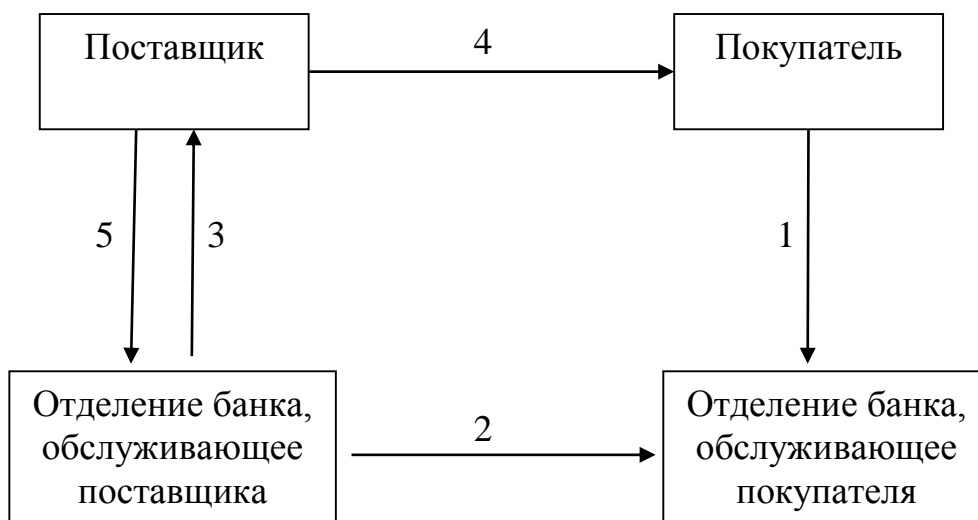 Поставщик
4
Покупатель
5
3
1
Отделение банка,
обслуживающее
поставщика
2
Отделение банка,
обслуживающее
покупателя